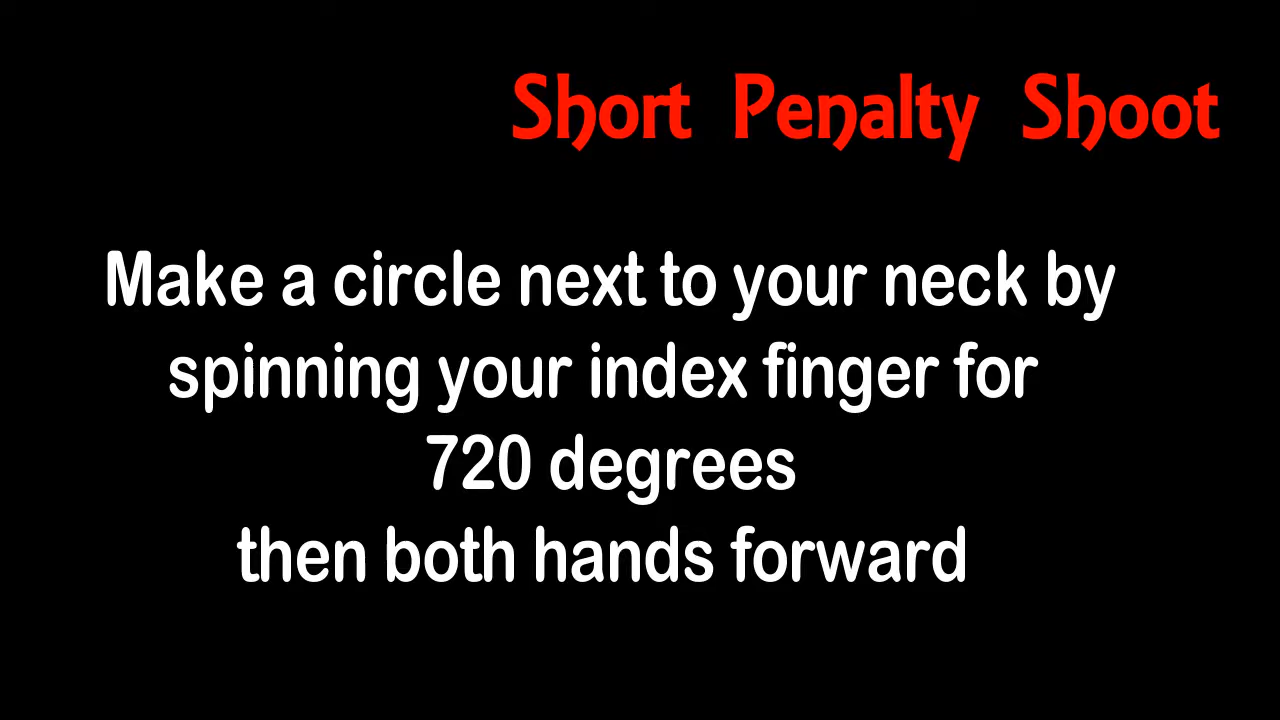 Short Penalty Shoot
Make a circle next to your neck by
spinning your index finger for
720 degrees
then both hands forward